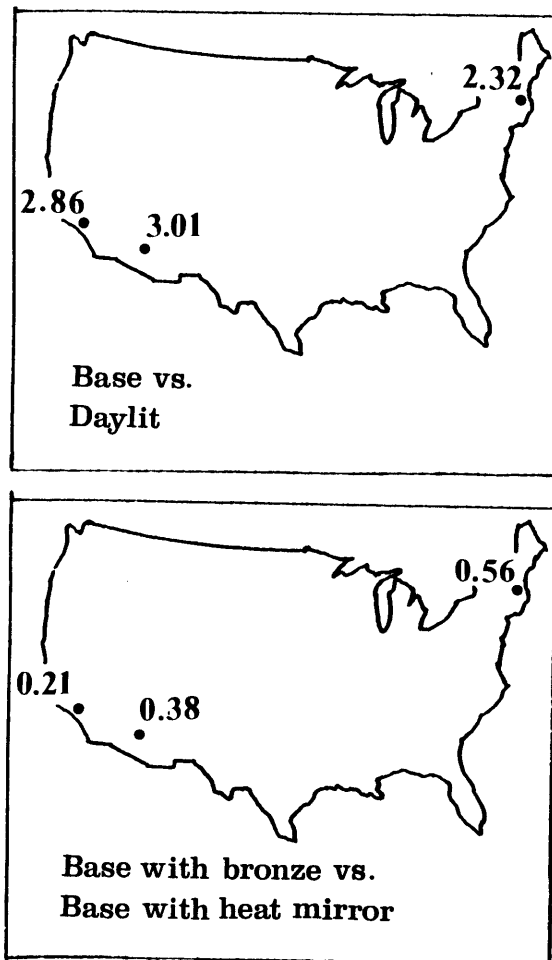 2.32
2.86
3.01
Base vs.
Daylit
0.56
0.21
0.38
Base with bronze vs.
Base with heat mirror